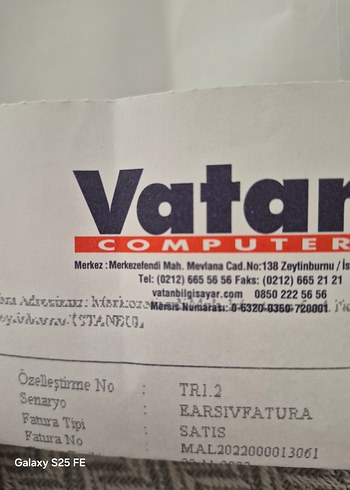 Vatan
COMPUTER
Merkez : Merkezefendi Mah. Mevlana Cad.No:138 Zeytinburnu / İs
Tel: (0212) 665 56 56 Faks: (0212) 665 21 21
vatanbilgisayar.com 0850 222 56 56
Mersis Numarası: 0-6320-0360-720001
Adresimiz: Merkez
İSTANBUL
Özelleştirme No : TR1.2
Senaryo : EARSIVFATURA
Fatura Tipi : SATIS
Fatura No : MAL2022000013061
Galaxy S25 FE